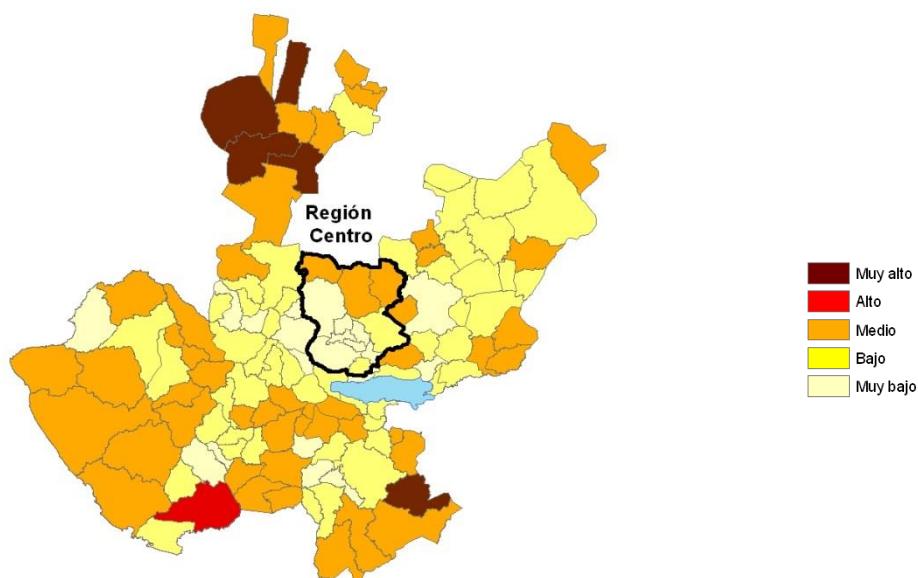 Región
Centro
Muy alto
Alto
Medio
Bajo
Muy bajo